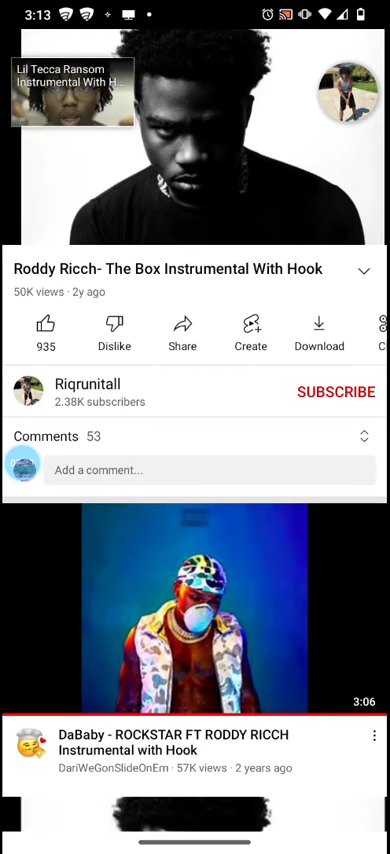 3:13
Lil Tecca Ransom
Instrumental With H...
Roddy Ricch- The Box Instrumental With Hook
50K views · 2y ago
935
Dislike
Share
Create
Download
C
Riqrunitall
2.38K subscribers
SUBSCRIBE
Comments 53
Add a comment...
3:06
DaBaby - ROCKSTAR FT RODDY RICCH
Instrumental with Hook
DariWeGonSlideOnEm · 57K views · 2 years ago